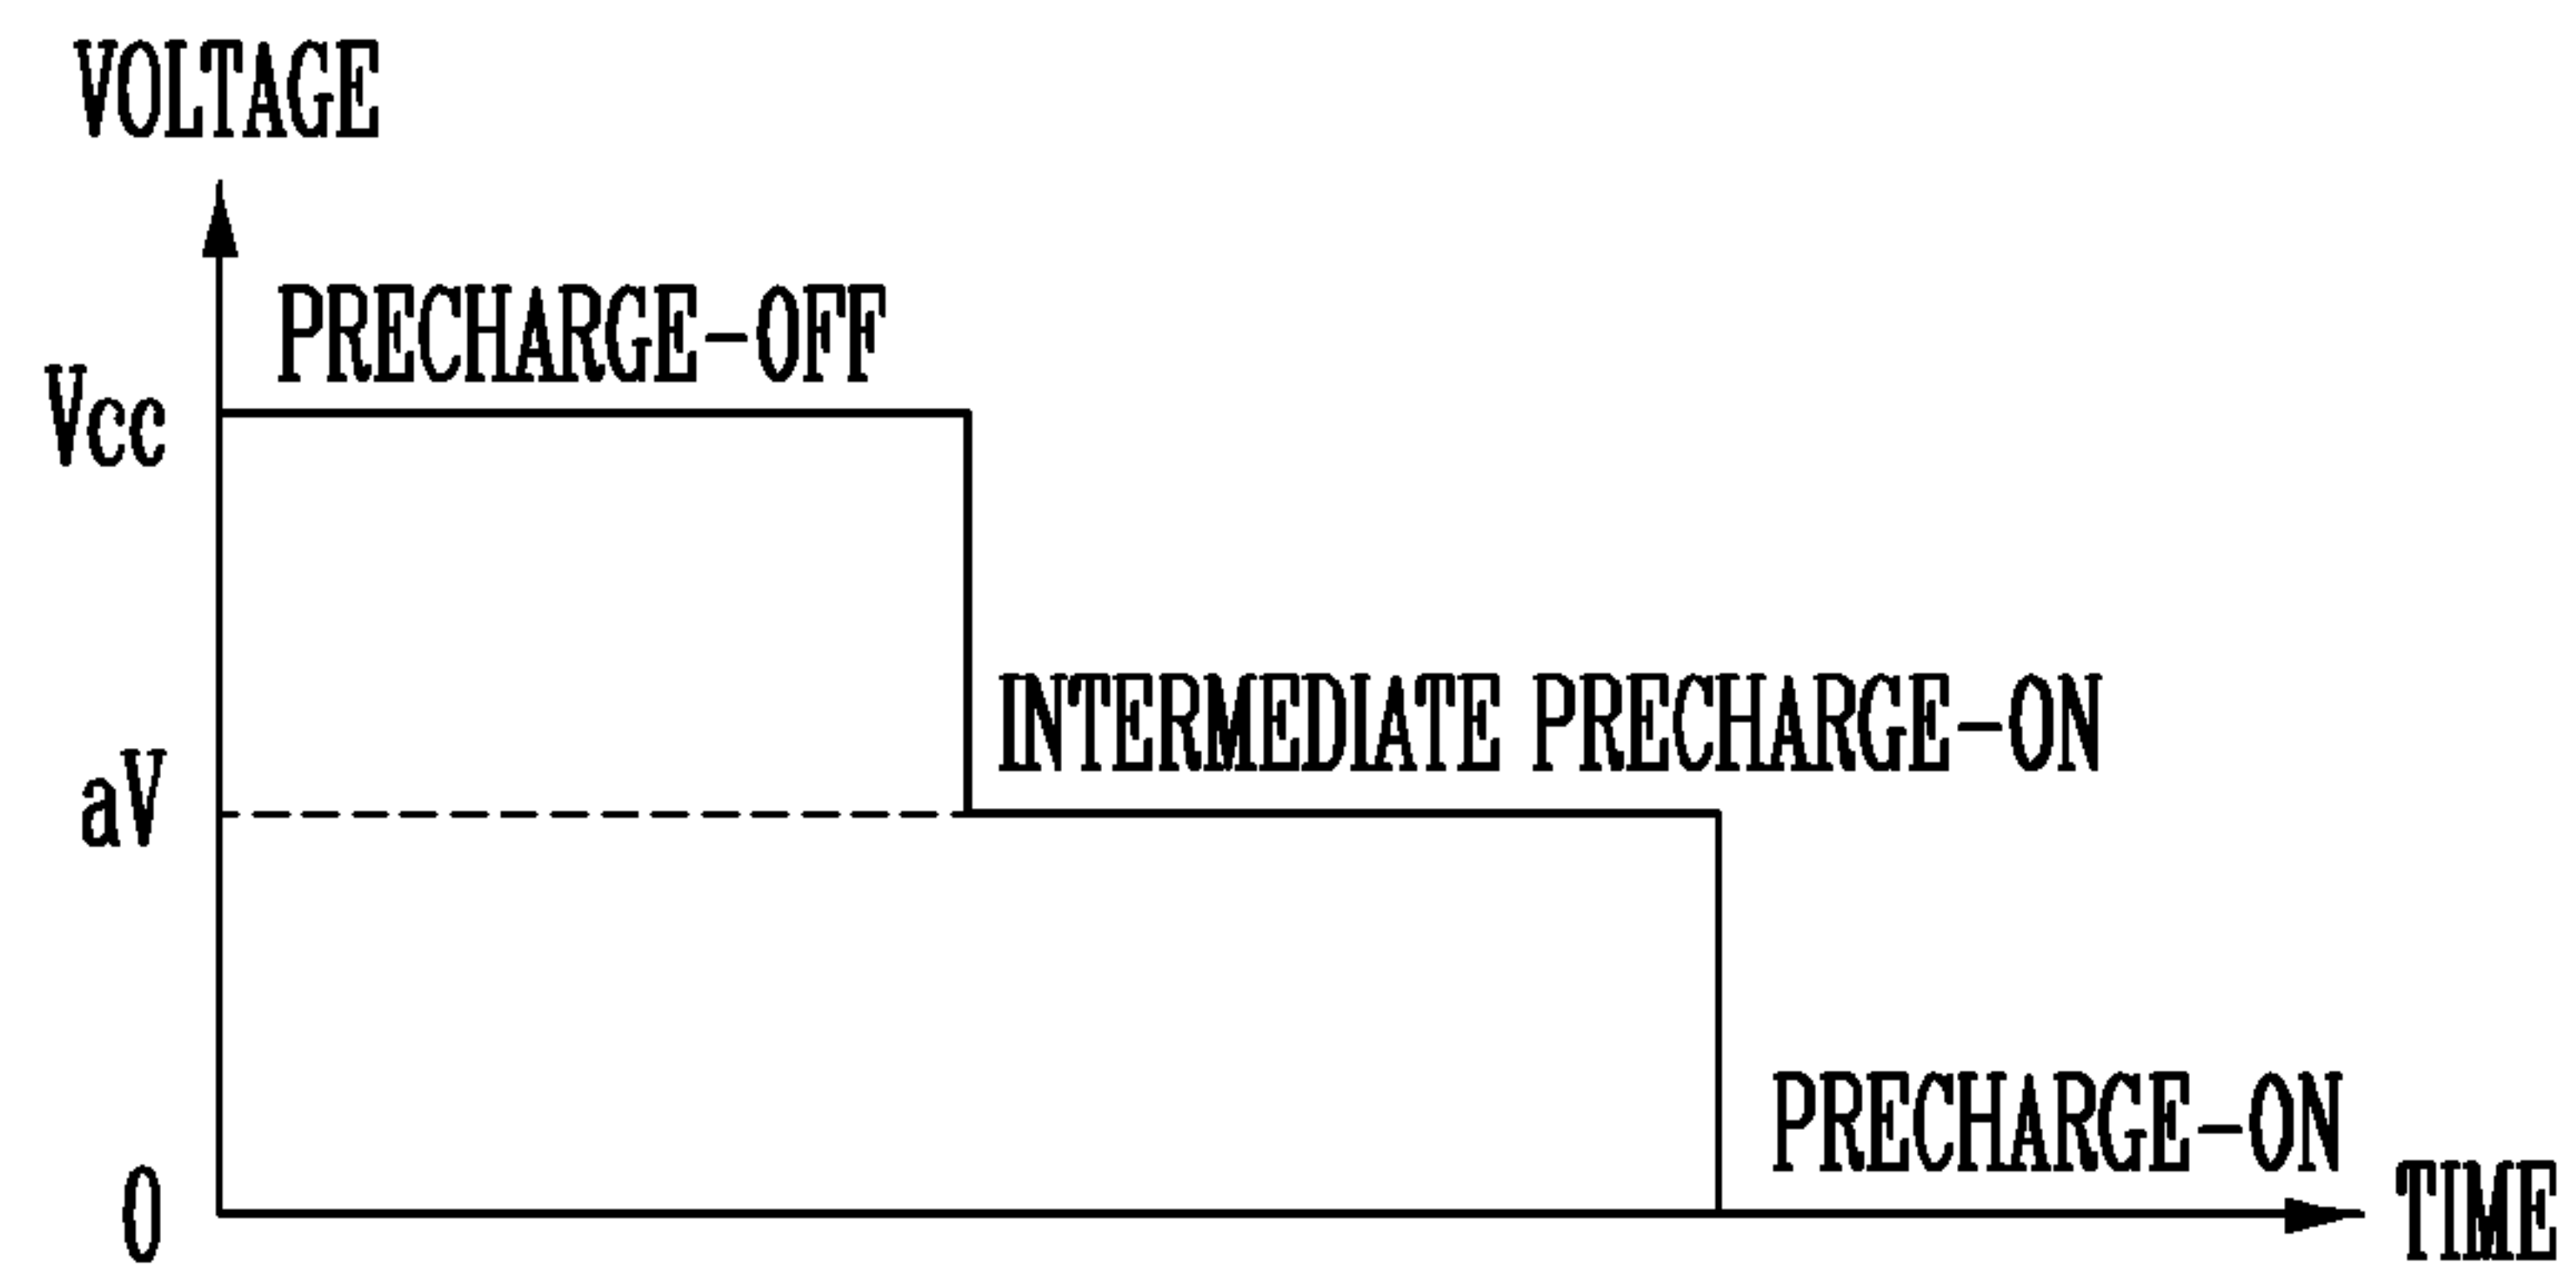 VOLTAGE
PRECHARGE-OFF
Vcc
INTERMEDIATE PRECHARGE-ON
aV
PRECHARGE-ON
0
TIME